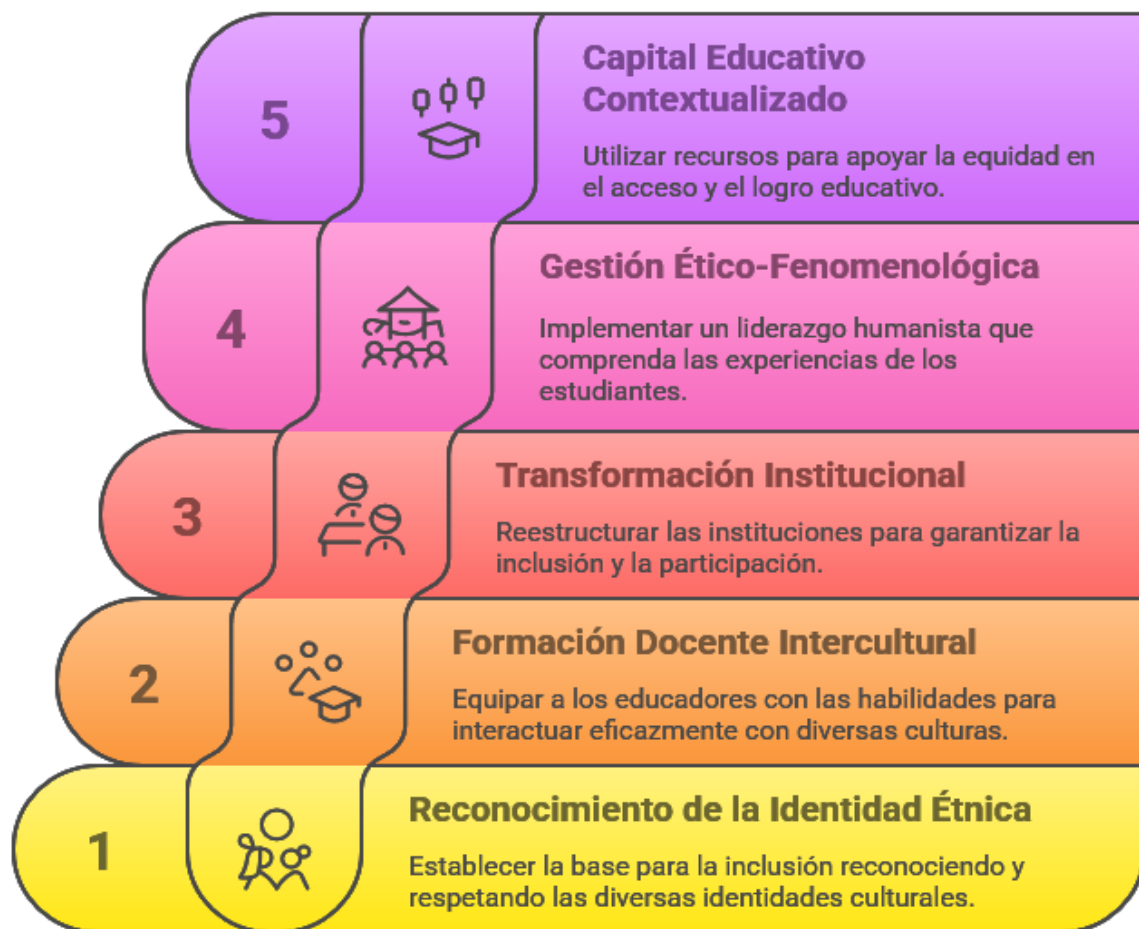 5
Capital Educativo
Contextualizado
Utilizar recursos para apoyar la equidad en
el acceso y el logro educativo.
4
Gestión Ético-Fenomenológica
Implementar un liderazgo humanista que
comprenda las experiencias de los
estudiantes.
3
Transformación Institucional
Reestructurar las instituciones para garantizar la
inclusión y la participación.
2
Formación Docente Intercultural
Equipar a los educadores con las habilidades para
interactuar eficazmente con diversas culturas.
1
Reconocimiento de la Identidad Étnica
Establecer la base para la inclusión reconociendo y
respetando las diversas identidades culturales.